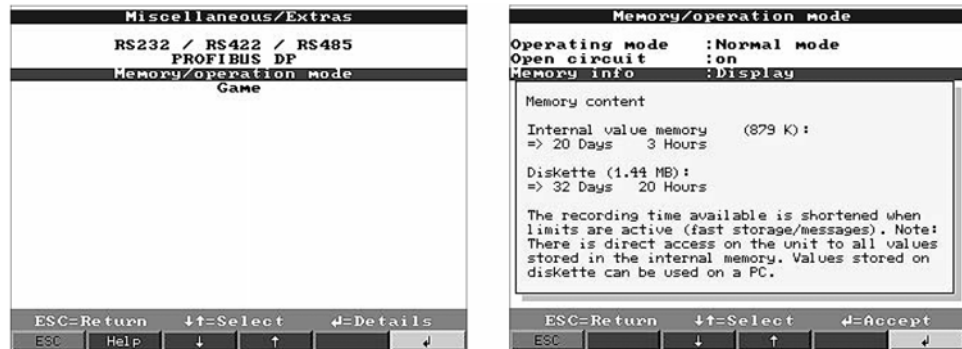 Miscellaneous/Extras
RS232 / RS422 / RS485
PROFIBUS DP
Memory/operation mode
Game
ESC=Return ↓↑=Select ↲=Details
ESC Help ↓ ↑ ↲
Memory/operation mode
Operating mode :Normal mode
Open circuit :on
Memory info :Display
Memory content
Internal value memory (879 K):
=> 20 Days 3 Hours
Diskette (1.44 MB):
=> 32 Days 20 Hours
The recording time available is shortened when
limits are active (fast storage/messages). Note:
There is direct access on the unit to all values
stored in the internal memory. Values stored on
diskette can be used on a PC.
ESC=Return ↓↑=Select ↲=Accept
ESC ↓ ↑ ↲